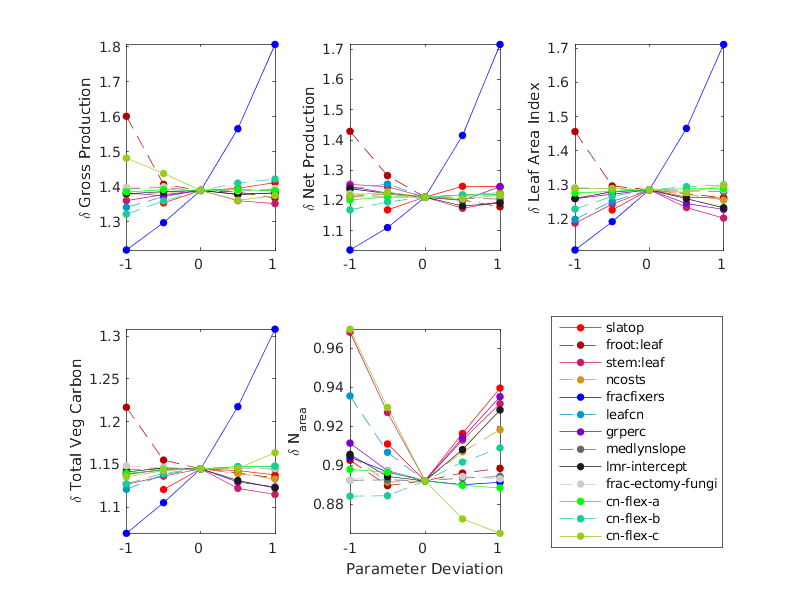 δ Gross Production
1.8
1.7
1.6
1.5
1.4
1.3
-1 0 1
δ Net Production
1.7
1.6
1.5
1.4
1.3
1.2
1.1
-1 0 1
δ Leaf Area Index
1.7
1.6
1.5
1.4
1.3
1.2
-1 0 1
δ Total Veg Carbon
1.3
1.25
1.2
1.15
1.1
-1 0 1
δ Narea
0.96
0.94
0.92
0.9
0.88
-1 0 1
Parameter Deviation
slatop
froot:leaf
stem:leaf
ncosts
fracfixers
leafcn
grperc
medlynslope
lmr-intercept
frac-ectomy-fungi
cn-flex-a
cn-flex-b
cn-flex-c